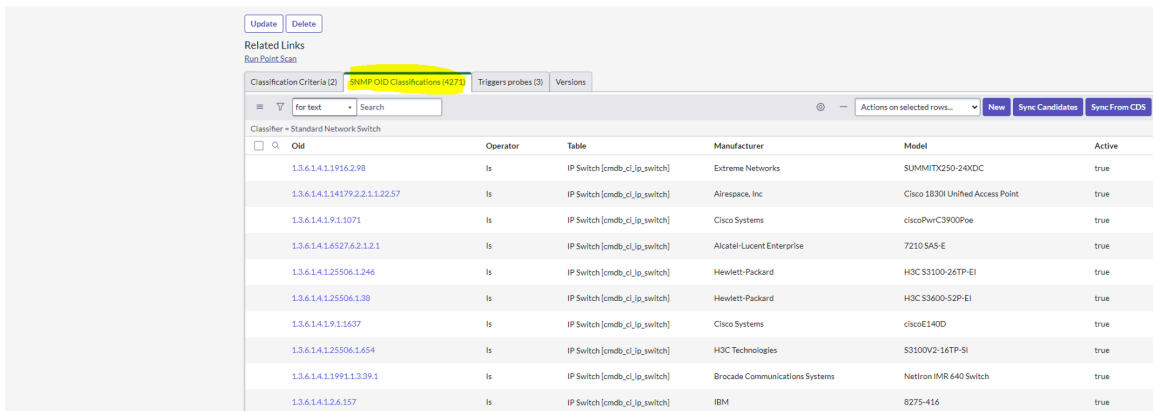 Update Delete
Related Links
Run Point Scan
Classification Criteria (2) SNMP OID Classifications (4271) Triggers probes (3) Versions
for text Search Actions on selected rows... New Sync Candidates Sync From CDS
Classifier = Standard Network Switch
Oid Operator Table Manufacturer Model Active
1.3.6.1.4.1.1916.2.98 Is IP Switch [cmdb_ci_ip_switch] Extreme Networks SUMMITX250-24XDC true
1.3.6.1.4.1.14179.2.2.1.1.22.57 Is IP Switch [cmdb_ci_ip_switch] Airespace, Inc Cisco 1830I Unified Access Point true
1.3.6.1.4.1.9.1.1071 Is IP Switch [cmdb_ci_ip_switch] Cisco Systems ciscoPwrC3900Poe true
1.3.6.1.4.1.6527.6.2.1.2.1 Is IP Switch [cmdb_ci_ip_switch] Alcatel-Lucent Enterprise 7210 SAS-E true
1.3.6.1.4.1.25506.1.246 Is IP Switch [cmdb_ci_ip_switch] Hewlett-Packard H3C S3100-26TP-EI true
1.3.6.1.4.1.25506.1.38 Is IP Switch [cmdb_ci_ip_switch] Hewlett-Packard H3C S3600-52P-EI true
1.3.6.1.4.1.9.1.1637 Is IP Switch [cmdb_ci_ip_switch] Cisco Systems ciscoE140D true
1.3.6.1.4.1.25506.1.654 Is IP Switch [cmdb_ci_ip_switch] H3C Technologies S3100V2-16TP-SI true
1.3.6.1.4.1.1991.1.3.39.1 Is IP Switch [cmdb_ci_ip_switch] Brocade Communications Systems NetIron IMR 640 Switch true
1.3.6.1.4.1.2.6.157 Is IP Switch [cmdb_ci_ip_switch] IBM 8275-416 true